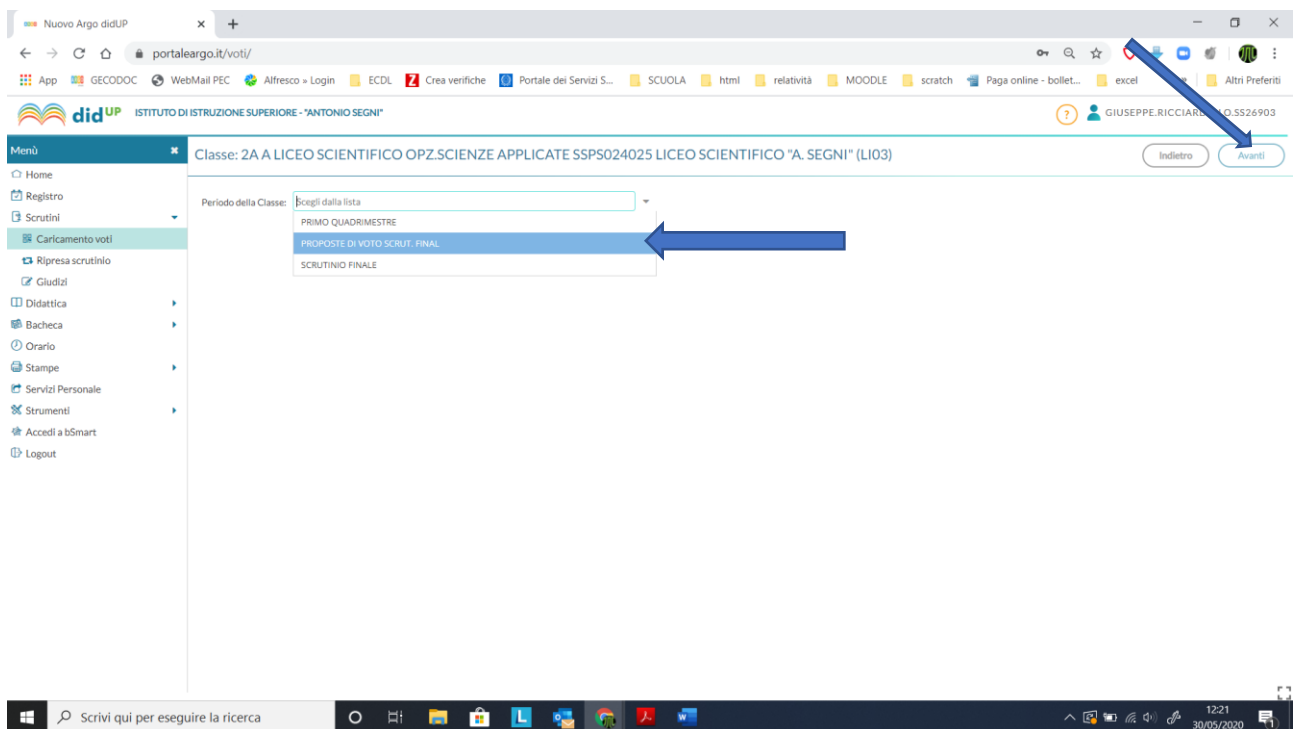 Nuovo Argo didUP
portaleargo.it/voti/
App GECODOC WebMail PEC Alfresco » Login ECDL Crea verifiche Portale dei Servizi S... SCUOLA html relatività MOODLE scratch Paga online - bollet... excel Altri Preferiti
didUP ISTITUTO DI ISTRUZIONE SUPERIORE - "ANTONIO SEGNI"
Menù
Classe: 2A A LICEO SCIENTIFICO OPZ.SCIENZE APPLICATE SSPS024025 LICEO SCIENTIFICO "A. SEGNI" (LI03)
Indietro
Avanti
Home
Registro
Scrutini
Caricamento voti
Ripresa scrutinio
Giudizi
Didattica
Bacheca
Orario
Stampe
Servizi Personale
Strumenti
Accedi a bSmart
Logout
Periodo della Classe: Scegli dalla lista
PRIMO QUADRIMESTRE
PROPOSTE DI VOTO SCRUT. FINAL
SCRUTINIO FINALE
Scrivi qui per eseguire la ricerca
12:21
30/05/2020